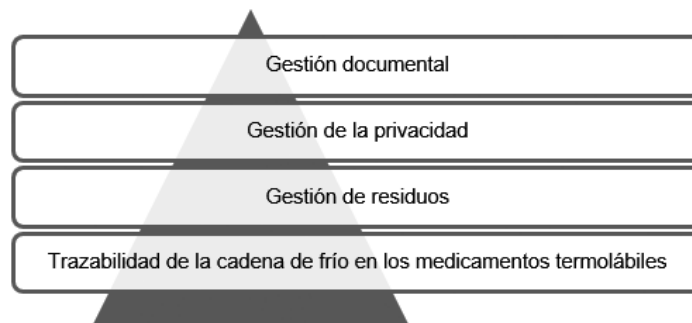 Gestión documental
Gestión de la privacidad
Gestión de residuos
Trazabilidad de la cadena de frío en los medicamentos termolábiles